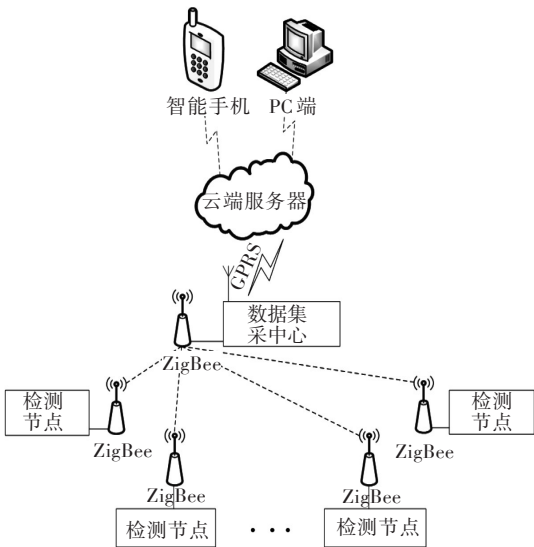 智能手机 PC端
云端服务器
GPRS
数据集
采中心
ZigBee
检测
节点
ZigBee
检测
节点
ZigBee
ZigBee
ZigBee
检测节点
· · ·
检测节点